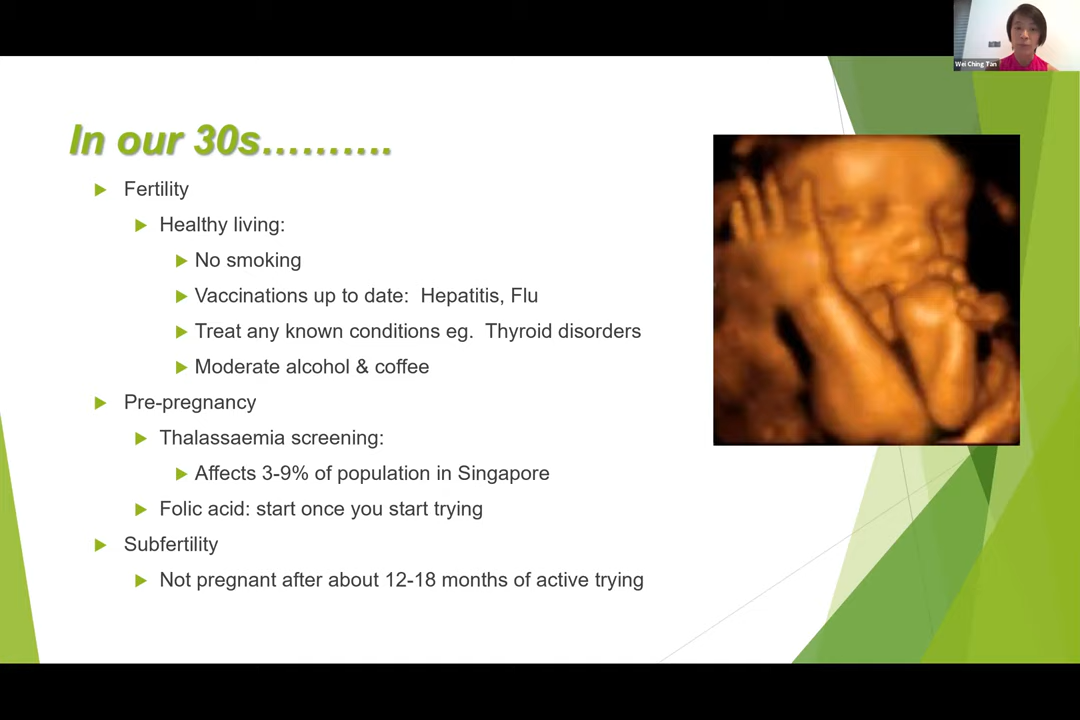 Wei Ching Tan
In our 30s..........
Fertility
Healthy living:
No smoking
Vaccinations up to date:  Hepatitis, Flu
Treat any known conditions eg.  Thyroid disorders
Moderate alcohol & coffee
Pre-pregnancy
Thalassaemia screening:
Affects 3-9% of population in Singapore
Folic acid: start once you start trying
Subfertility
Not pregnant after about 12-18 months of active trying